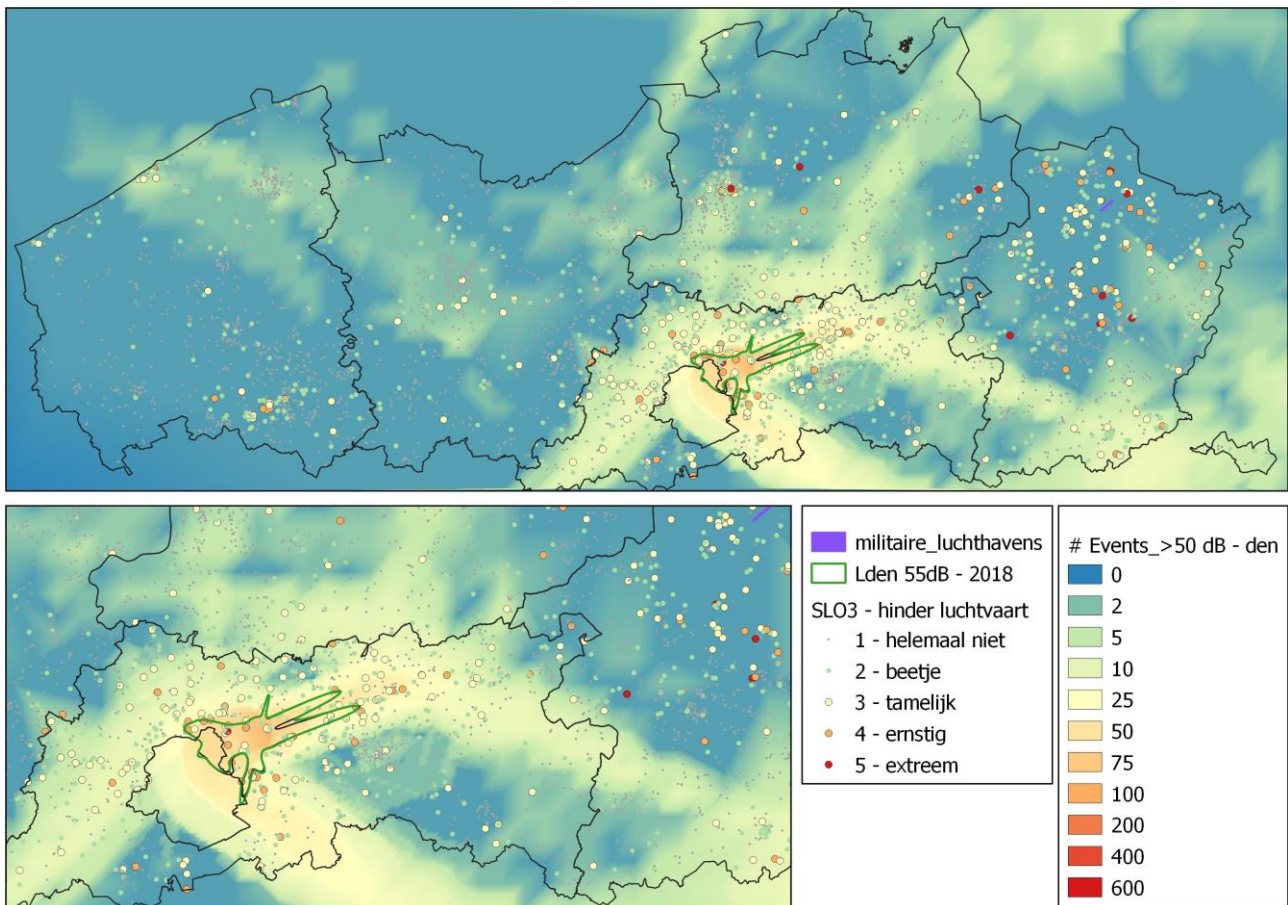 militaire_luchthavens
Lden 55dB - 2018
SLO3 - hinder luchtvaart
1 - helemaal niet
2 - beetje
3 - tamelijk
4 - ernstig
5 - extreem
# Events_>50 dB - den
0
2
5
10
25
50
75
100
200
400
600